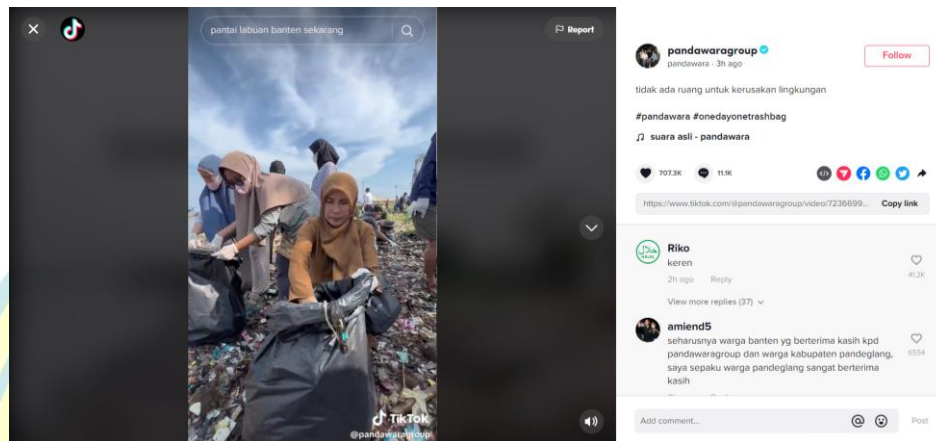 pantai labuan banten sekarang
Report
TikTok
@pandawaragroup
pandawaragroup
pandawara · 3h ago
Follow
tidak ada ruang untuk kerusakan lingkungan
#pandawara #onedayonetrashbag
suara asli - pandawara
707.3K
11.1K
https://www.tiktok.com/@pandawaragroup/video/7236699...
Copy link
Riko
keren
2h ago Reply
41.2K
View more replies (37)
amiend5
seharusnya warga banten yg berterima kasih kpd
pandawaragroup dan warga kabupaten pandeglang,
saya sepaku warga pandeglang sangat berterima
kasih
6554
Add comment...
Post